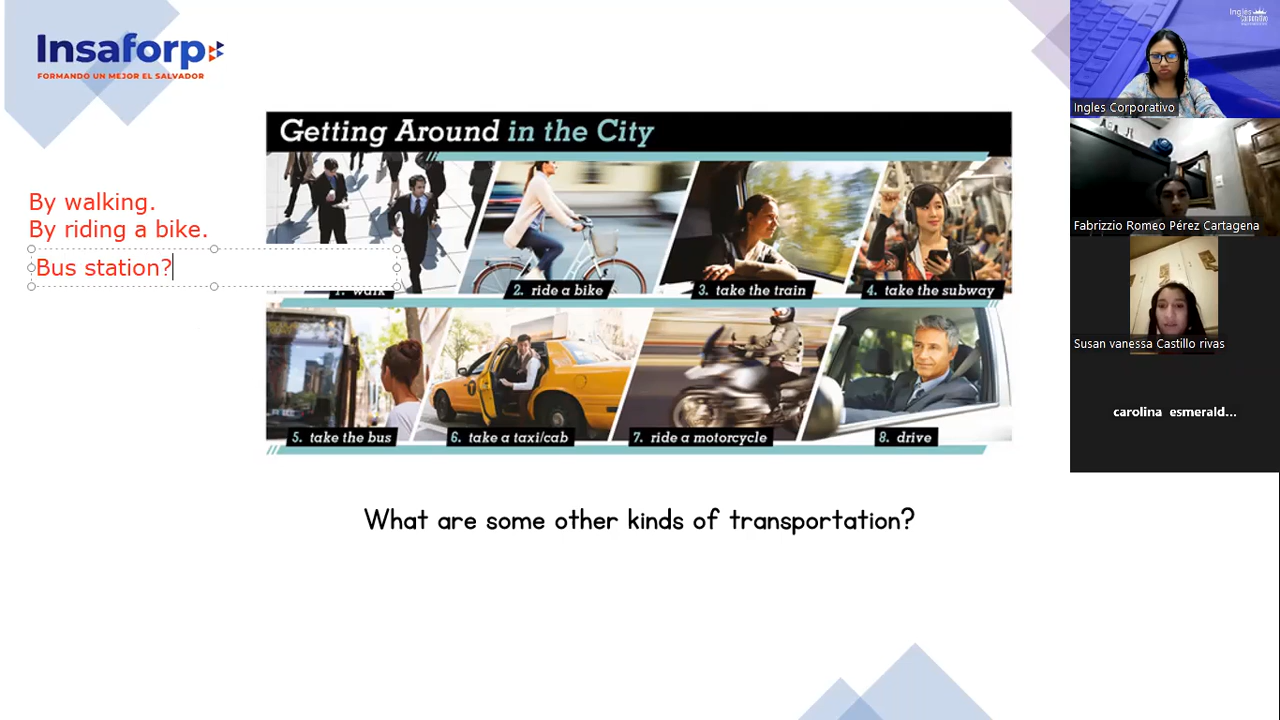 Insaforp
FORMANDO UN MEJOR EL SALVADOR
Getting Around in the City
By walking.
By riding a bike.
Bus station?
1. walk
2. ride a bike
3. take the train
4. take the subway
5. take the bus
6. take a taxi/cab
7. ride a motorcycle
8. drive
What are some other kinds of transportation?
Ingles Corporativo
Fabrizzio Romeo Pérez Cartagena
Susan vanessa Castillo rivas
carolina esmerald...